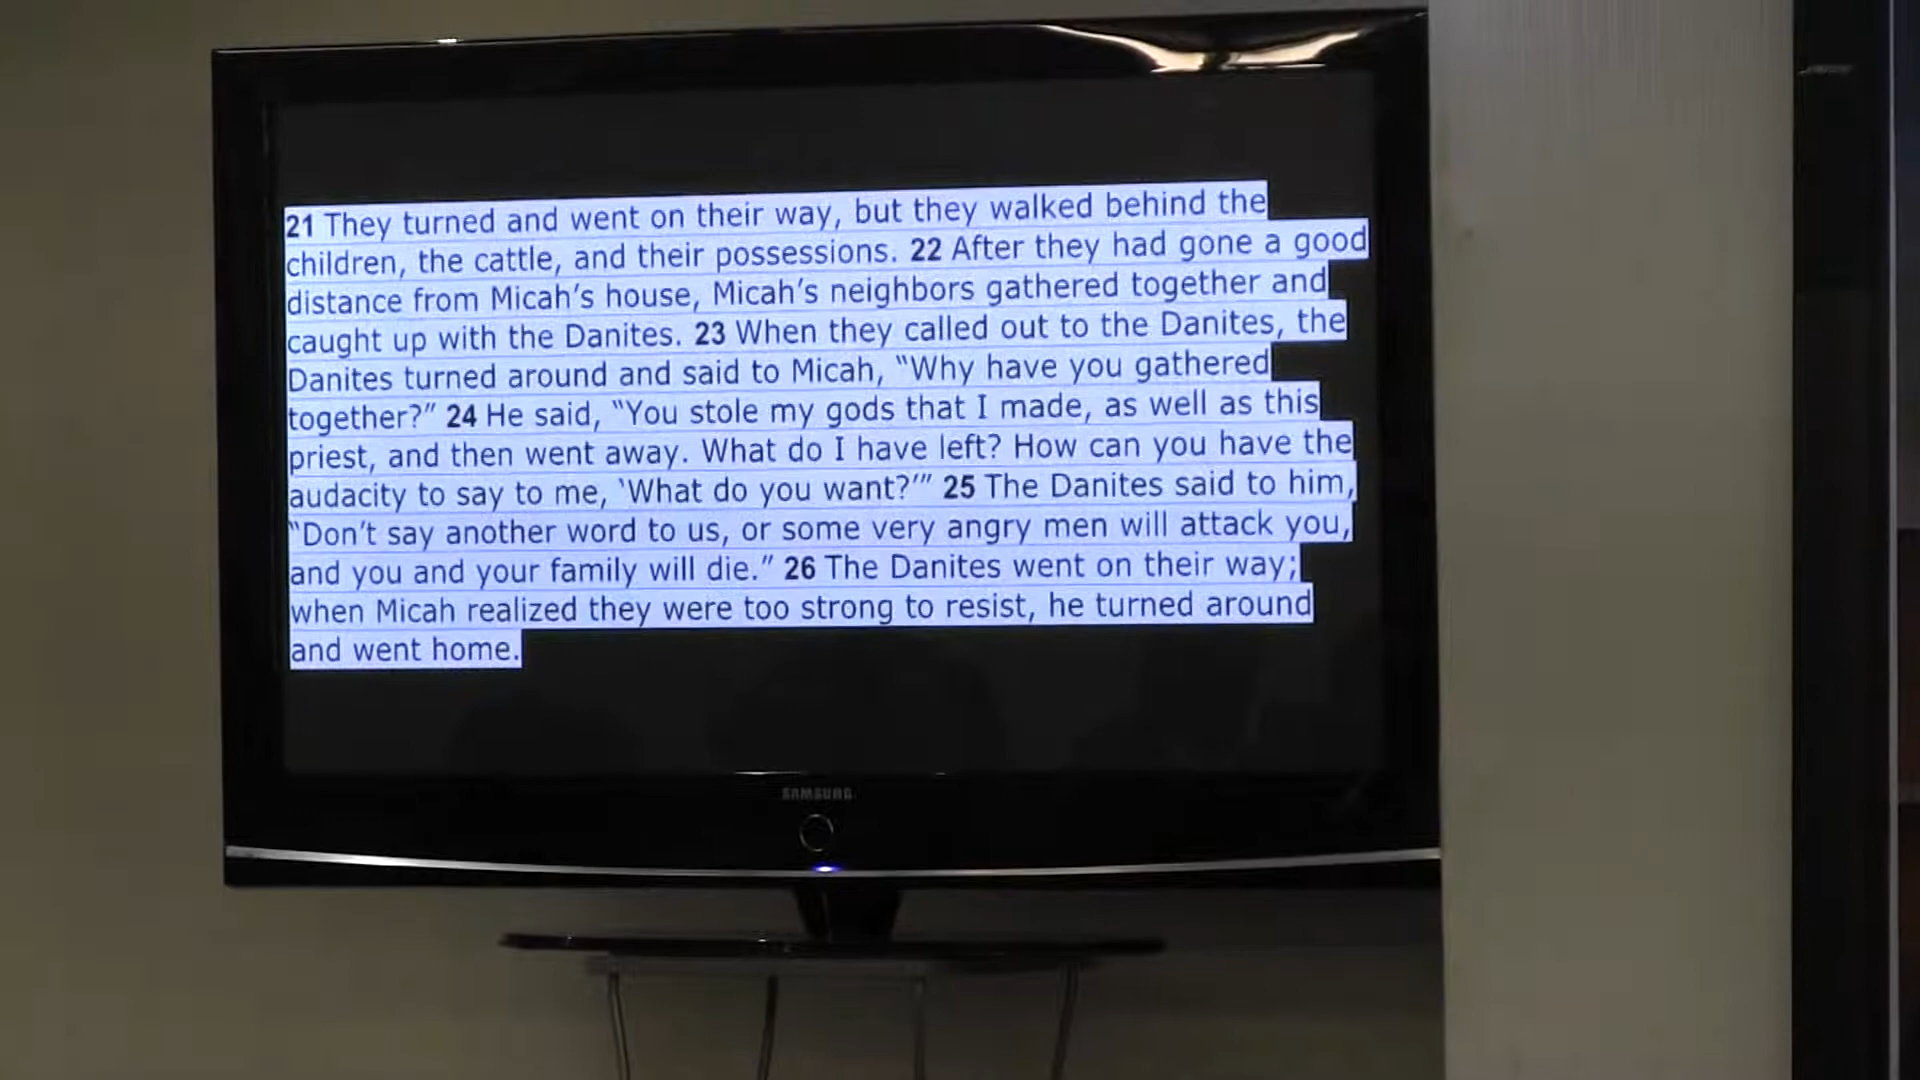 21 They turned and went on their way, but they walked behind the
children, the cattle, and their possessions. 22 After they had gone a good
distance from Micah’s house, Micah’s neighbors gathered together and
caught up with the Danites. 23 When they called out to the Danites, the
Danites turned around and said to Micah, “Why have you gathered
together?” 24 He said, “You stole my gods that I made, as well as this
priest, and then went away. What do I have left? How can you have the
audacity to say to me, ‘What do you want?’” 25 The Danites said to him,
“Don’t say another word to us, or some very angry men will attack you,
and you and your family will die.” 26 The Danites went on their way;
when Micah realized they were too strong to resist, he turned around
and went home.
SAMSUNG